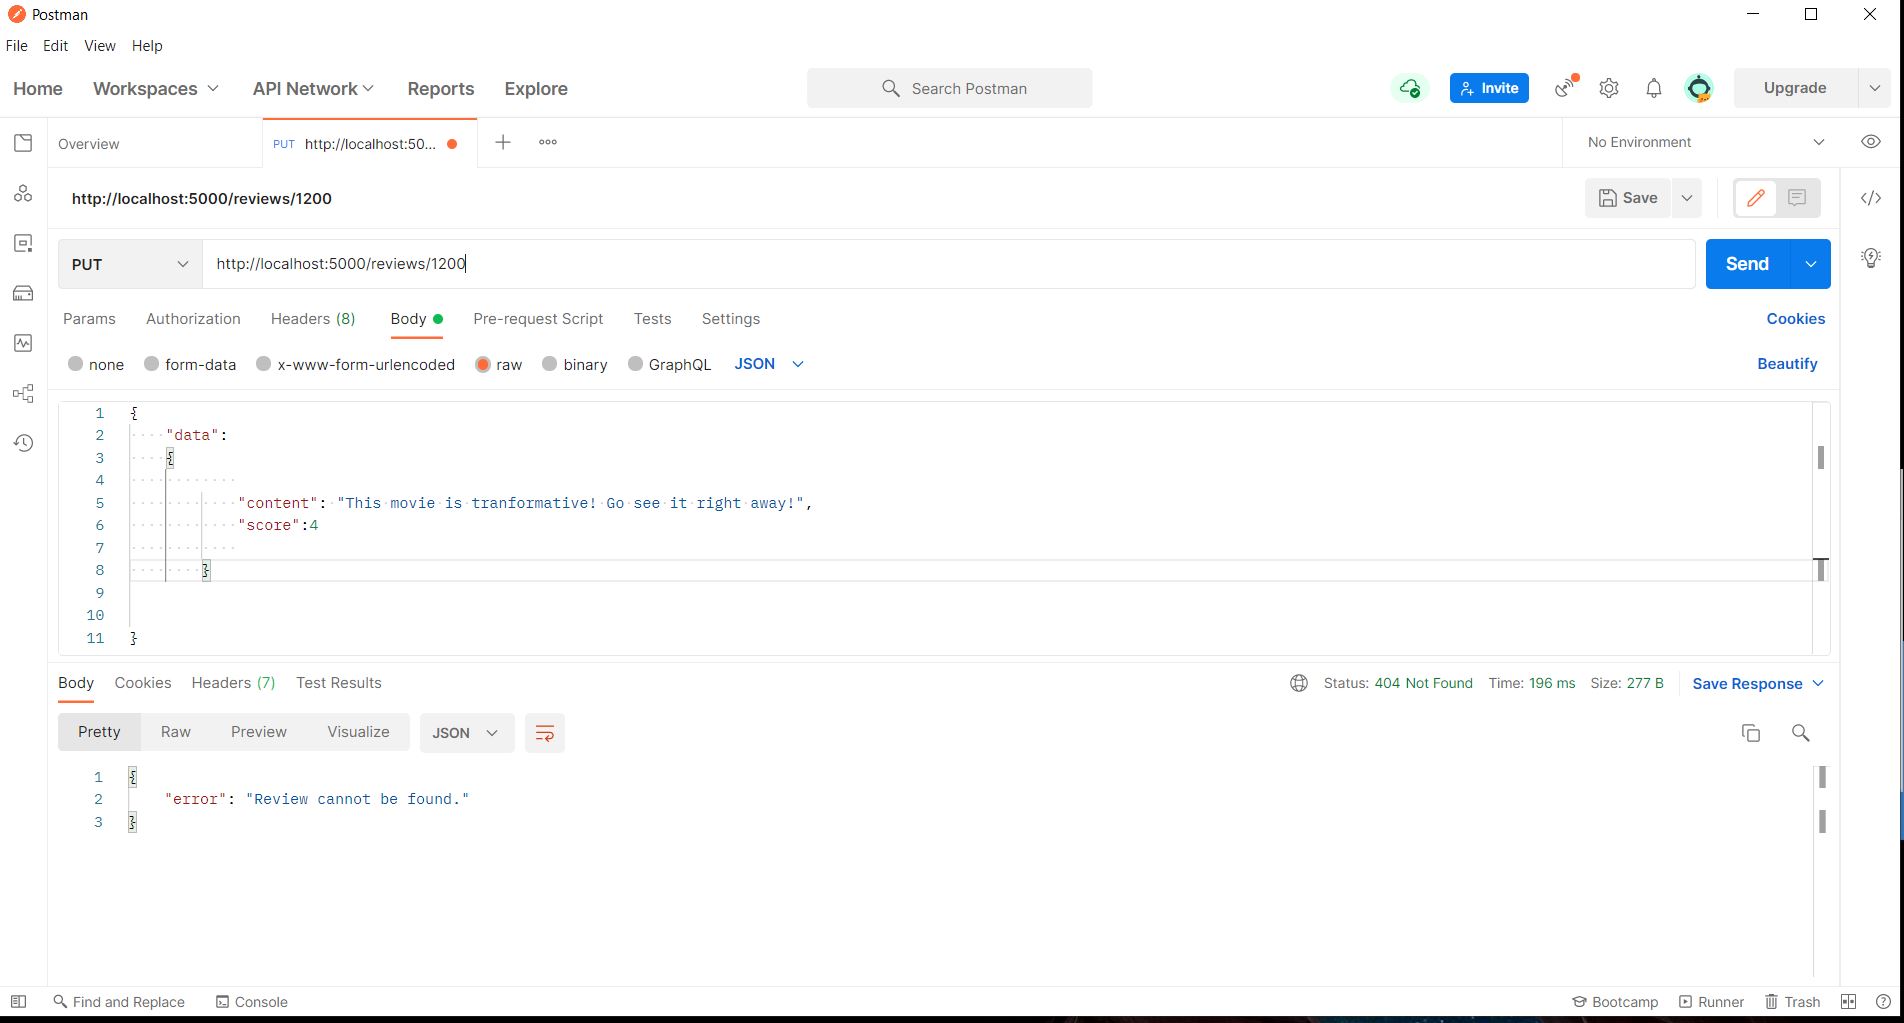 Postman
File Edit View Help
Home Workspaces API Network Reports Explore Search Postman Invite Upgrade
Overview PUT http://localhost:50... No Environment
http://localhost:5000/reviews/1200 Save
PUT http://localhost:5000/reviews/1200 Send
Params Authorization Headers (8) Body Pre-request Script Tests Settings Cookies
none form-data x-www-form-urlencoded raw binary GraphQL JSON Beautify
1 {
2 "data":
3 {
4
5 "content": "This movie is tranformative! Go see it right away!",
6 "score":4
7
8 }
9
10
11 }
Body Cookies Headers (7) Test Results Status: 404 Not Found Time: 196 ms Size: 277 B Save Response
Pretty Raw Preview Visualize JSON
1 {
2 "error": "Review cannot be found."
3 }
Find and Replace Console Bootcamp Runner Trash